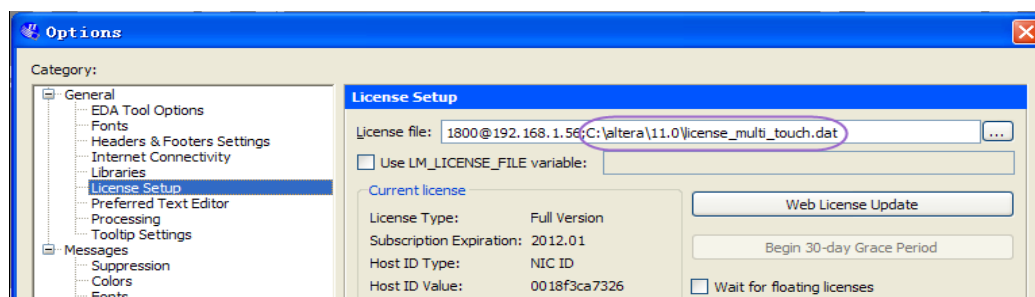 Options
Category:
General
EDA Tool Options
Fonts
Headers & Footers Settings
Internet Connectivity
Libraries
License Setup
Preferred Text Editor
Processing
Tooltip Settings
Messages
Suppression
Colors
Fonts
License Setup
License file: 1800@192.168.1.56;C:\altera\11.0\license_multi_touch.dat ...
Use LM_LICENSE_FILE variable:
Current license
License Type: Full Version
Subscription Expiration: 2012.01
Host ID Type: NIC ID
Host ID Value: 0018f3ca7326
Web License Update
Begin 30-day Grace Period
Wait for floating licenses